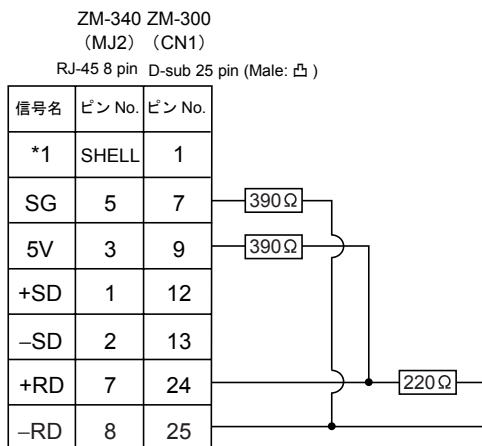 ZM-340 ZM-300
（MJ2）（CN1）
RJ-45 8 pin D-sub 25 pin (Male: 凸 )
信号名 ピン No. ピン No.
*1 SHELL 1
SG 5 7 390Ω
5V 3 9 390Ω
+SD 1 12
−SD 2 13
+RD 7 24 220Ω
−RD 8 25